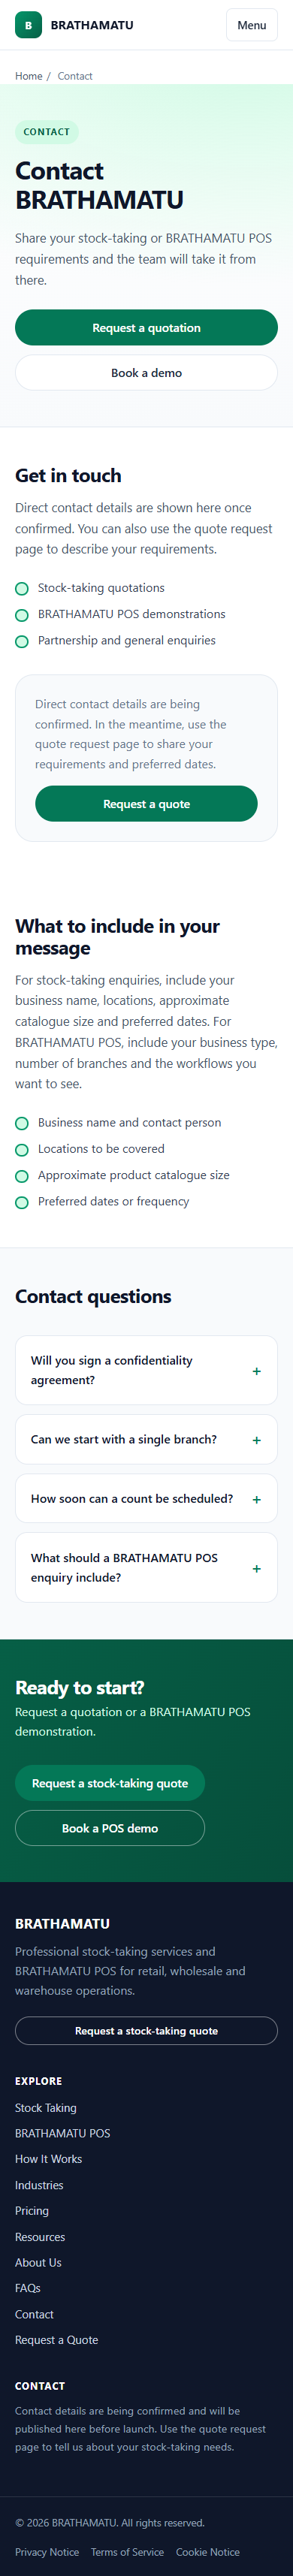 B BRATHAMATU Menu
Home / Contact
CONTACT
Contact
BRATHAMATU
Share your stock-taking or BRATHAMATU POS
requirements and the team will take it from
there.
Request a quotation
Book a demo
Get in touch
Direct contact details are shown here once
confirmed. You can also use the quote request
page to describe your requirements.
Stock-taking quotations
BRATHAMATU POS demonstrations
Partnership and general enquiries
Direct contact details are being
confirmed. In the meantime, use the
quote request page to share your
requirements and preferred dates.
Request a quote
What to include in your
message
For stock-taking enquiries, include your
business name, locations, approximate
catalogue size and preferred dates. For
BRATHAMATU POS, include your business type,
number of branches and the workflows you
want to see.
Business name and contact person
Locations to be covered
Approximate product catalogue size
Preferred dates or frequency
Contact questions
Will you sign a confidentiality
agreement? +
Can we start with a single branch? +
How soon can a count be scheduled? +
What should a BRATHAMATU POS
enquiry include? +
Ready to start?
Request a quotation or a BRATHAMATU POS
demonstration.
Request a stock-taking quote
Book a POS demo
BRATHAMATU
Professional stock-taking services and
BRATHAMATU POS for retail, wholesale and
warehouse operations.
Request a stock-taking quote
EXPLORE
Stock Taking
BRATHAMATU POS
How It Works
Industries
Pricing
Resources
About Us
FAQs
Contact
Request a Quote
CONTACT
Contact details are being confirmed and will be
published here before launch. Use the quote request
page to tell us about your stock-taking needs.
© 2026 BRATHAMATU. All rights reserved.
Privacy Notice Terms of Service Cookie Notice